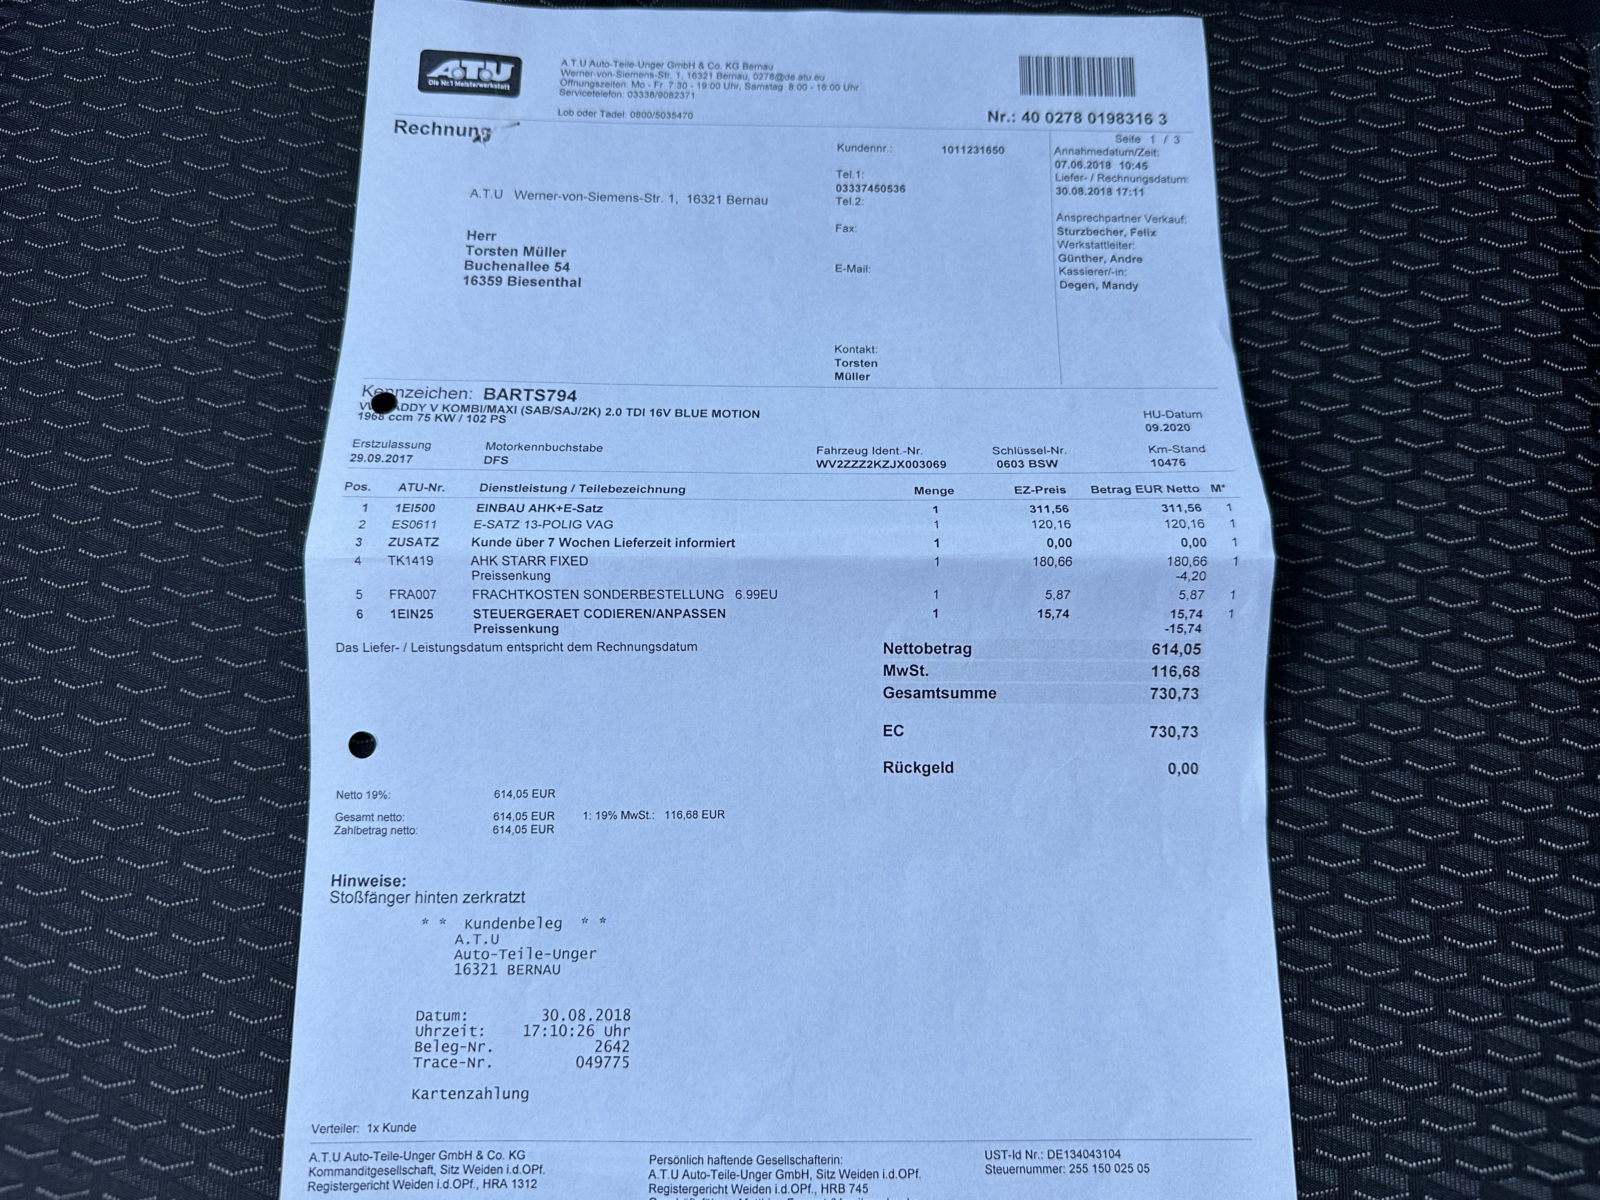 A.T.U
Die Nr.1 Meisterwerkstatt
A.T.U Auto-Teile-Unger GmbH & Co. KG Bernau
Werner-von-Siemens-Str. 1, 16321 Bernau, 0278@de.atu.eu
Öffnungszeiten: Mo - Fr 7:30 - 19:00 Uhr, Samstag 8:00 - 16:00 Uhr
Servicetelefon: 03338/9082371
Lob oder Tadel: 0800/5035470
Nr.: 40 0278 0198316 3
Rechnung
Seite 1 / 3
Kundennr.: 1011231650
Annahmedatum/Zeit:
07.06.2018 10:45
Tel.1:
03337450536
Tel.2:
Liefer- / Rechnungsdatum:
30.08.2018 17:11
A.T.U Werner-von-Siemens-Str. 1, 16321 Bernau
Fax:
Ansprechpartner Verkauf:
Sturzbecher, Felix
Werkstattleiter:
Günther, Andre
Kassierer/-in:
Degen, Mandy
Herr
Torsten Müller
Buchenallee 54
16359 Biesenthal
E-Mail:
Kontakt:
Torsten
Müller
Kennzeichen: BARTS794
ADDY V KOMBI/MAXI (SAB/SAJ/2K) 2.0 TDI 16V BLUE MOTION
1968 ccm 75 KW / 102 PS
HU-Datum
09.2020
Erstzulassung Motorkennbuchstabe Fahrzeug Ident.-Nr. Schlüssel-Nr. Km-Stand
29.09.2017 DFS WV2ZZZ2KZJX003069 0603 BSW 10476
Pos. ATU-Nr. Dienstleistung / Teilebezeichnung Menge EZ-Preis Betrag EUR Netto M*
1 1EI500 EINBAU AHK+E-Satz 1 311,56 311,56 1
2 ES0611 E-SATZ 13-POLIG VAG 1 120,16 120,16 1
3 ZUSATZ Kunde über 7 Wochen Lieferzeit informiert 1 0,00 0,00 1
4 TK1419 AHK STARR FIXED 1 180,66 180,66 1
Preissenkung -4,20
5 FRA007 FRACHTKOSTEN SONDERBESTELLUNG 6.99EU 1 5,87 5,87 1
6 1EIN25 STEUERGERAET CODIEREN/ANPASSEN 1 15,74 15,74 1
Preissenkung -15,74
Das Liefer- / Leistungsdatum entspricht dem Rechnungsdatum
Nettobetrag 614,05
MwSt. 116,68
Gesamtsumme 730,73
EC 730,73
Rückgeld 0,00
Netto 19%: 614,05 EUR
Gesamt netto: 614,05 EUR 1: 19% MwSt.: 116,68 EUR
Zahlbetrag netto: 614,05 EUR
Hinweise:
Stoßfänger hinten zerkratzt
* * Kundenbeleg * *
A.T.U
Auto-Teile-Unger
16321 BERNAU
Datum: 30.08.2018
Uhrzeit: 17:10:26 Uhr
Beleg-Nr. 2642
Trace-Nr. 049775
Kartenzahlung
Verteiler: 1x Kunde
A.T.U Auto-Teile-Unger GmbH & Co. KG
Kommanditgesellschaft, Sitz Weiden i.d.OPf.
Registergericht Weiden i.d.OPf., HRA 1312
Persönlich haftende Gesellschafterin:
A.T.U Auto-Teile-Unger GmbH, Sitz Weiden i.d.OPf.
Registergericht Weiden i.d.OPf., HRB 745
UST-Id Nr.: DE134043104
Steuernummer: 255 150 025 05